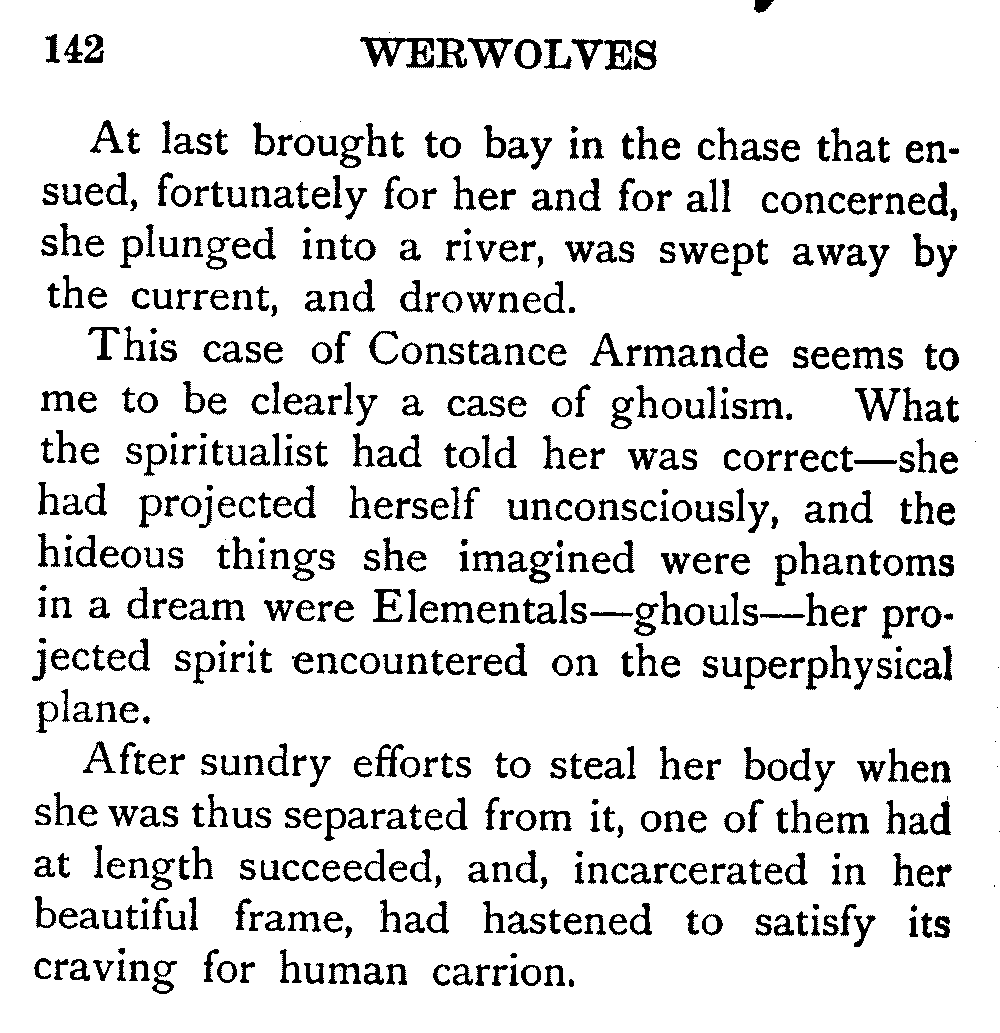 142 WERWOLVES
At last brought to bay in the chase that en-
sued, fortunately for her and for all concerned,
she plunged into a river, was swept away by
the current, and drowned.
This case of Constance Armande seems to
me to be clearly a case of ghoulism. What
the spiritualist had told her was correct—she
had projected herself unconsciously, and the
hideous things she imagined were phantoms
in a dream were Elementals—ghouls—her pro-
jected spirit encountered on the superphysical
plane.
After sundry efforts to steal her body when
she was thus separated from it, one of them had
at length succeeded, and, incarcerated in her
beautiful frame, had hastened to satisfy its
craving for human carrion.